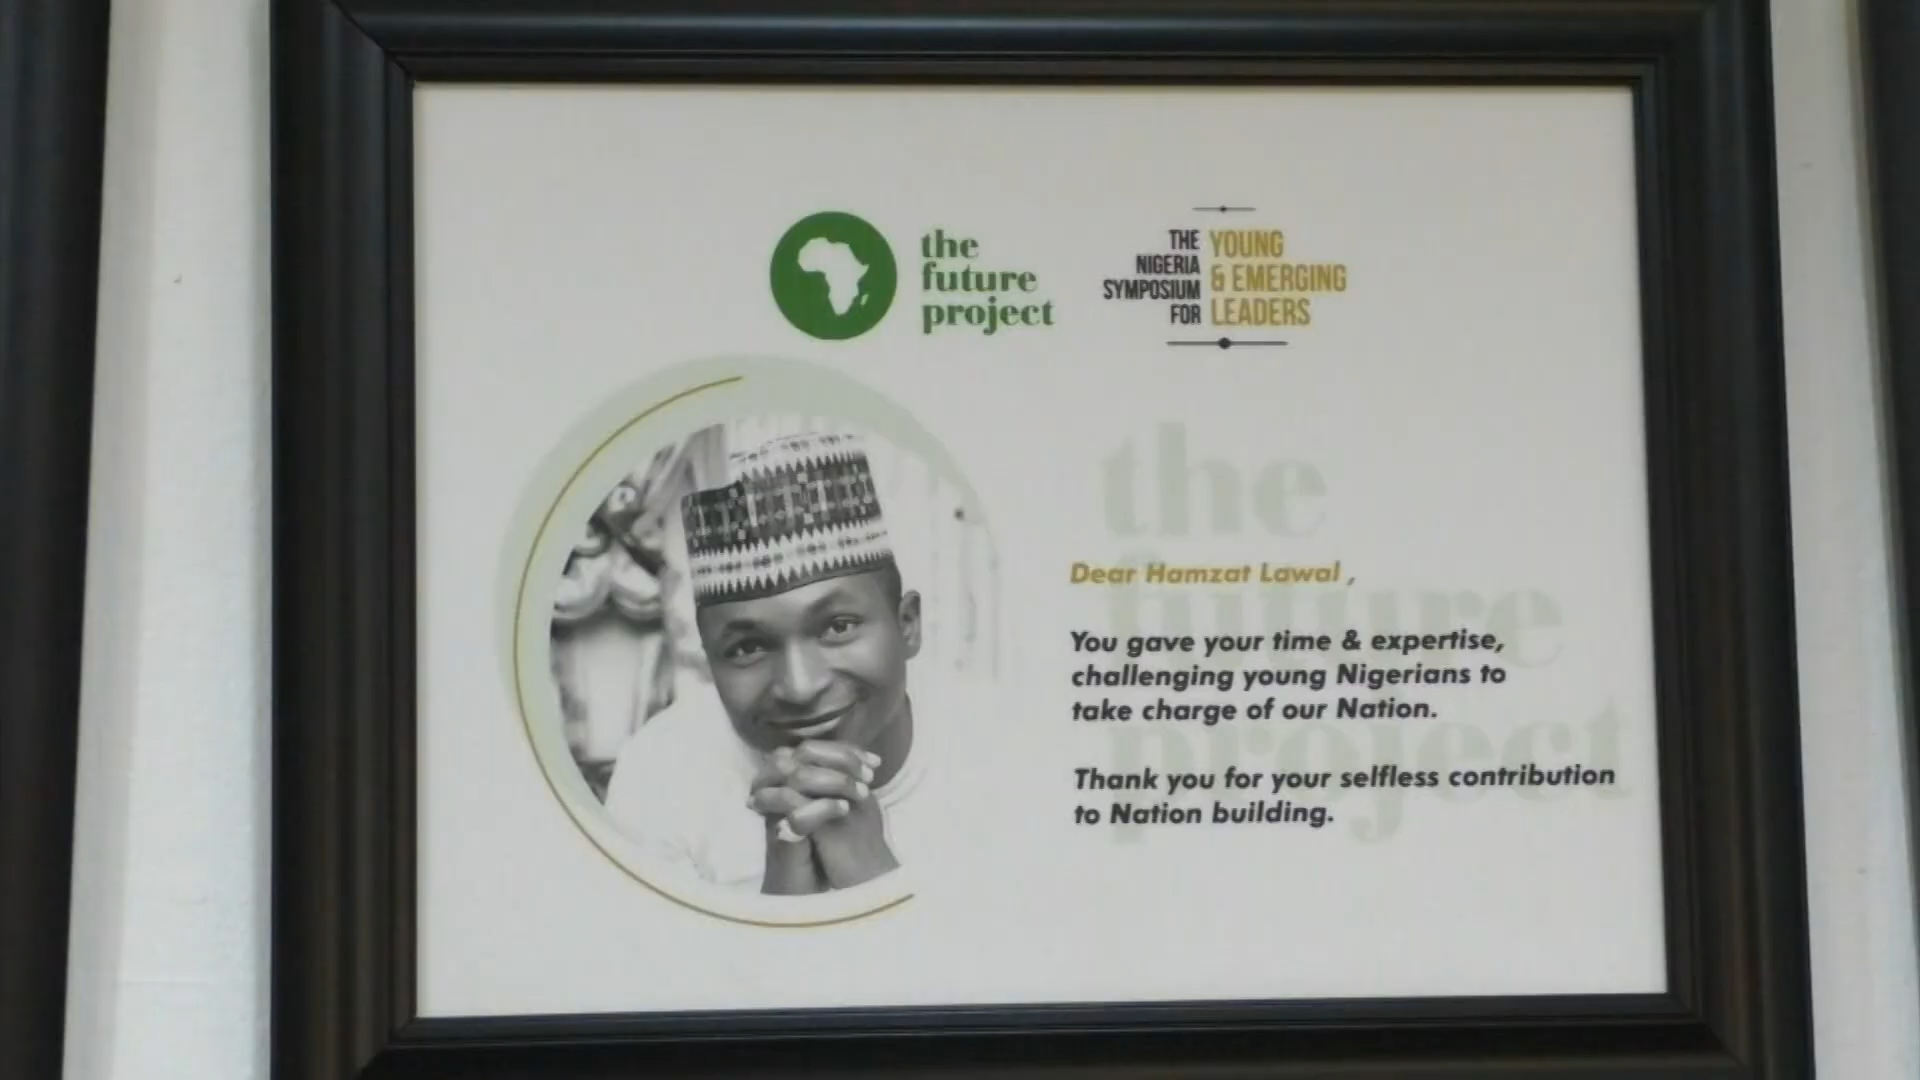 the
future
project
THE
NIGERIA
SYMPOSIUM
FOR
YOUNG
& EMERGING
LEADERS
the
future
project
Dear Hamzat Lawal ,
You gave your time & expertise,
challenging young Nigerians to
take charge of our Nation.
Thank you for your selfless contribution
to Nation building.